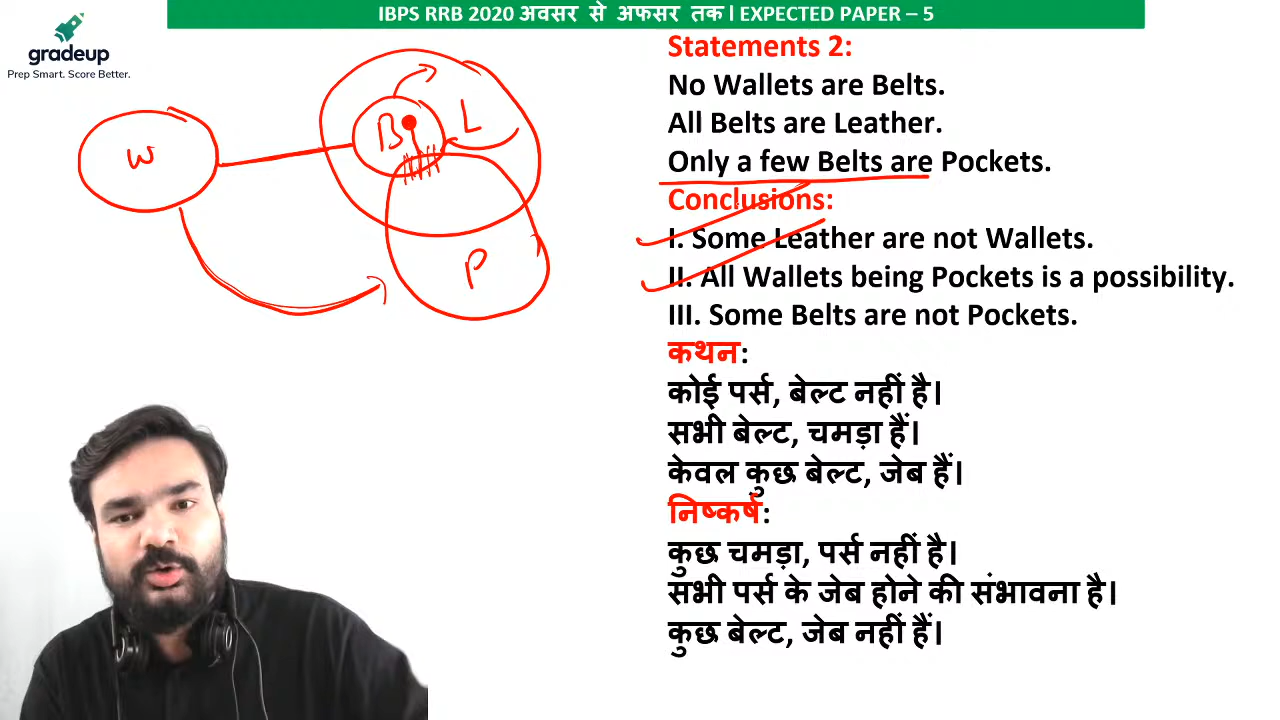 IBPS RRB 2020 अवसर से अफसर तक। EXPECTED PAPER – 5
gradeup
Prep Smart. Score Better.
Statements 2:
No Wallets are Belts.
All Belts are Leather.
Only a few Belts are Pockets.
Conclusions:
I. Some Leather are not Wallets.
II. All Wallets being Pockets is a possibility.
III. Some Belts are not Pockets.
कथन:
कोई पर्स, बेल्ट नहीं है।
सभी बेल्ट, चमड़ा हैं।
केवल कुछ बेल्ट, जेब हैं।
निष्कर्ष:
कुछ चमड़ा, पर्स नहीं है।
सभी पर्स के जेब होने की संभावना है।
कुछ बेल्ट, जेब नहीं हैं।
W
B
L
P